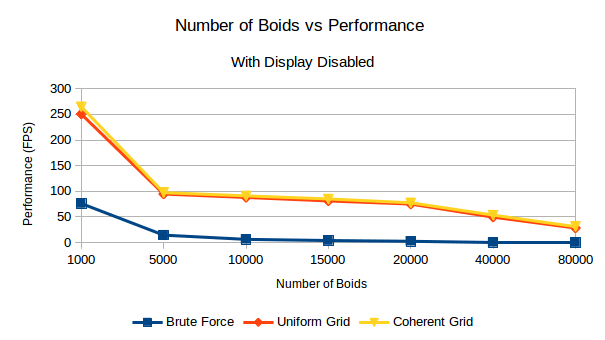 Number of Boids vs Performance
With Display Disabled
300
250
200
150
100
50
0
Performance (FPS)
1000 5000 10000 15000 20000 40000 80000
Number of Boids
Brute Force Uniform Grid Coherent Grid